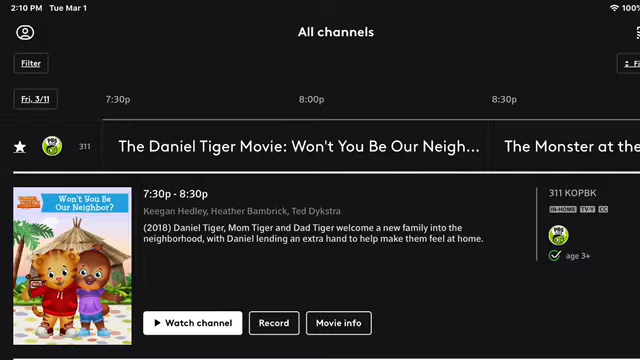 2:10 PM Tue Mar 1
100%
All channels
Filter
Fi
Fri, 3/11
7:30p
8:00p
8:30p
311
The Daniel Tiger Movie: Won't You Be Our Neigh...
The Monster at the
Won't You Be Our Neighbor?
7:30p - 8:30p
Keegan Hedley, Heather Bambrick, Ted Dykstra
(2018) Daniel Tiger, Mom Tiger and Dad Tiger welcome a new family into the
neighborhood, with Daniel lending an extra hand to help make them feel at home.
311 KOPBK
IN-HOME TV-Y CC
age 3+
Watch channel
Record
Movie info